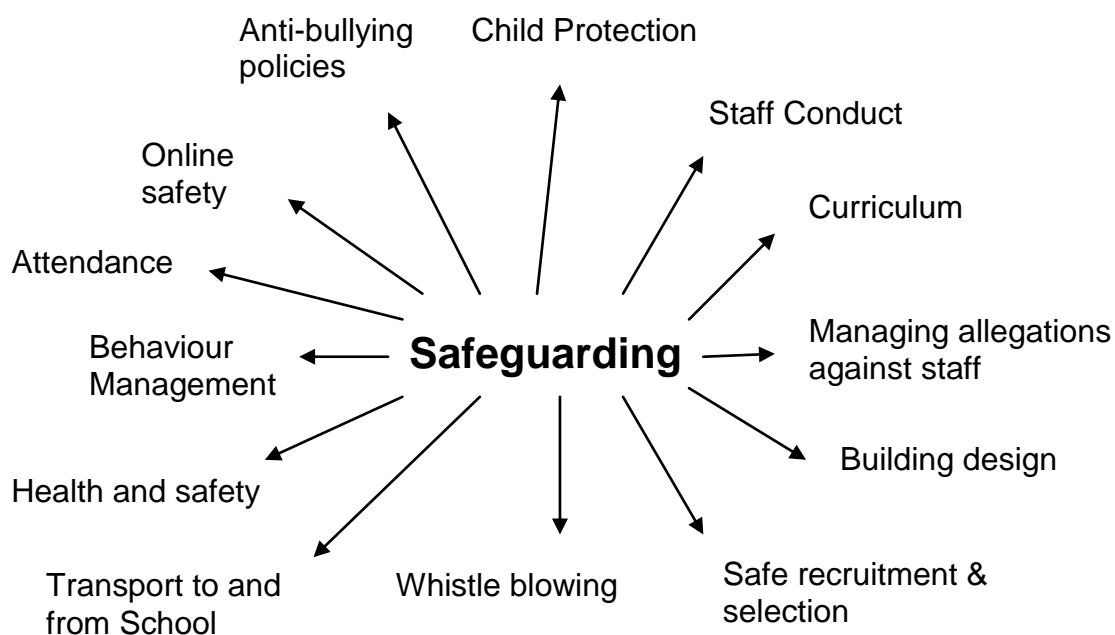 Anti-bullying
policies
Child Protection
Staff Conduct
Online
safety
Curriculum
Attendance
Behaviour
Management
Safeguarding
Managing allegations
against staff
Building design
Health and safety
Transport to and
from School
Whistle blowing
Safe recruitment &
selection